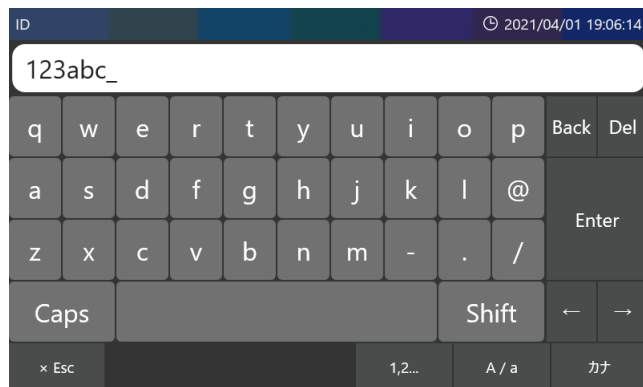 ID 2021/04/01 19:06:14
123abc_
q w e r t y u i o p Back Del
a s d f g h j k l @
Enter
z x c v b n m - . /
Caps Shift ← →
× Esc 1,2... A / a カナ